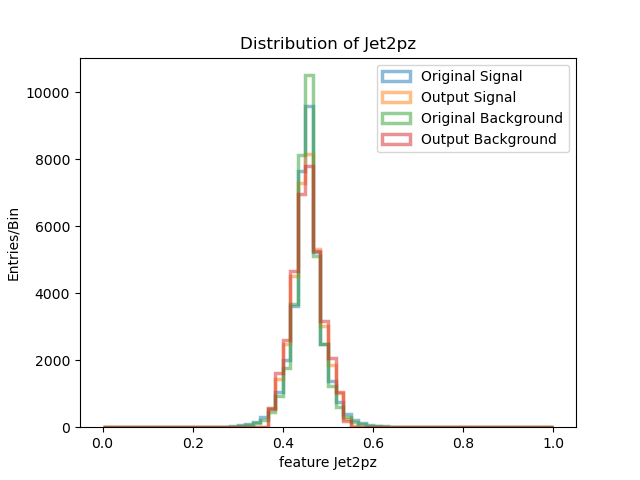 Distribution of Jet2pz
Original Signal
Output Signal
Original Background
Output Background
Entries/Bin
10000
8000
6000
4000
2000
0
0.0 0.2 0.4 0.6 0.8 1.0
feature Jet2pz